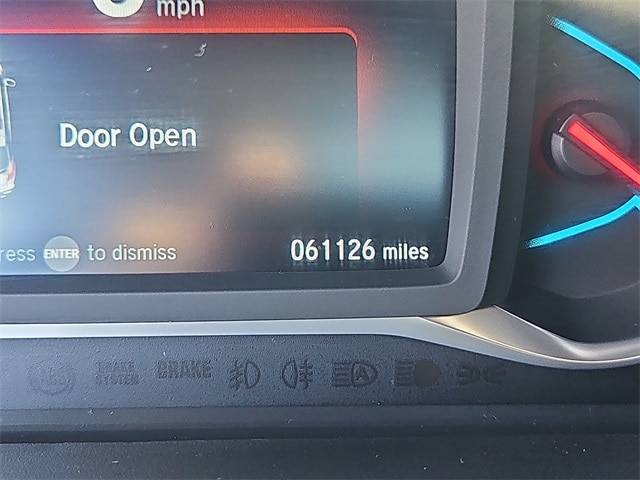 mph
Door Open
ress ENTER to dismiss
061126 miles
BRAKE
SYSTEM
BRAKE
A